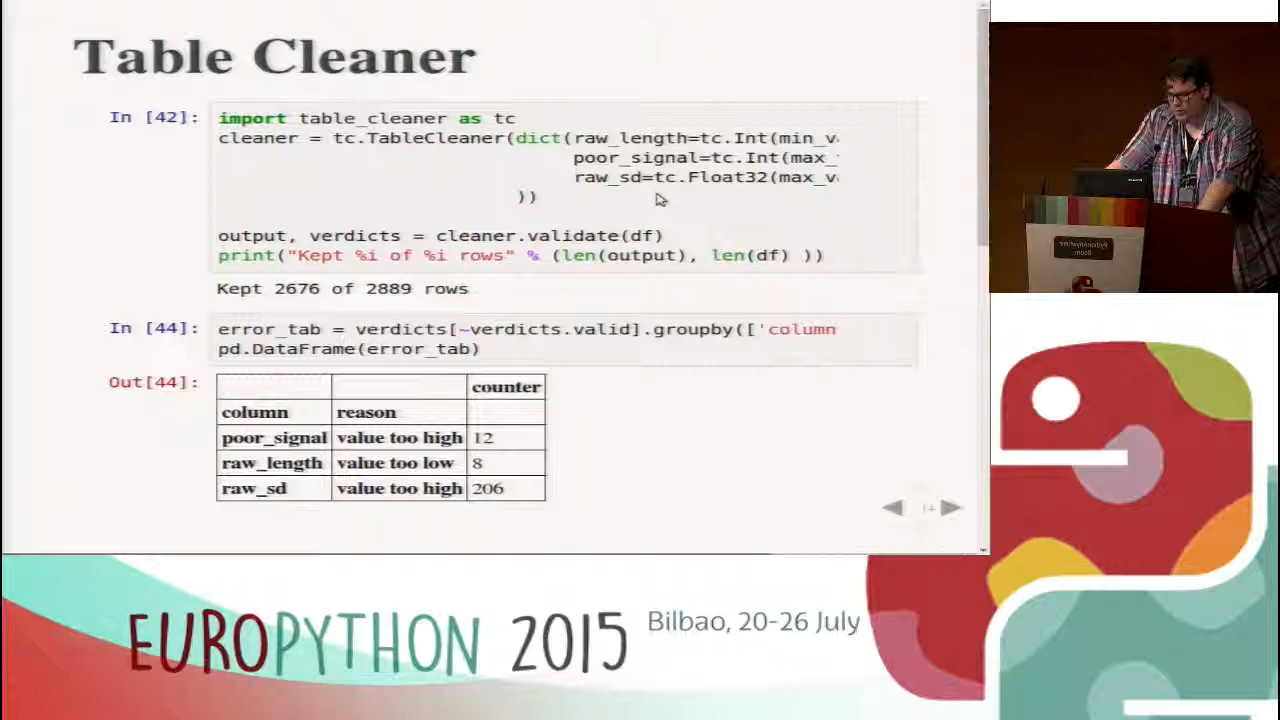 Table Cleaner
In [42]:
import table_cleaner as tc
cleaner = tc.TableCleaner(dict(raw_length=tc.Int(min_v
poor_signal=tc.Int(max_
raw_sd=tc.Float32(max_v
))
output, verdicts = cleaner.validate(df)
print("Kept %i of %i rows" % (len(output), len(df) ))
Kept 2676 of 2889 rows
In [44]:
error_tab = verdicts[~verdicts.valid].groupby(['column
pd.DataFrame(error_tab)
Out[44]:
counter
column reason
poor_signal value too high 12
raw_length value too low 8
raw_sd value too high 206
14
EUROPYTHON 2015
Bilbao, 20-26 July